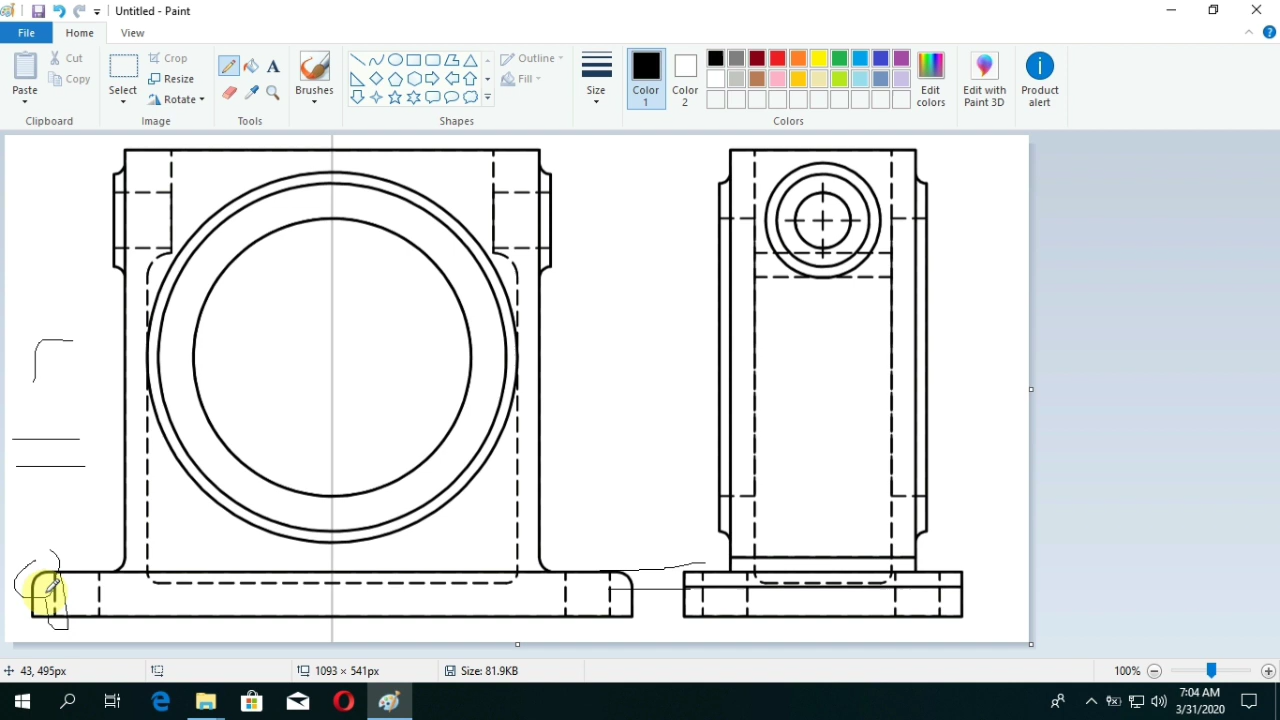 Untitled - Paint
File
Home
View
Paste
Cut
Copy
Clipboard
Select
Crop
Resize
Rotate
Image
A
Tools
Brushes
Shapes
Outline
Fill
Size
Color
1
Color
2
Colors
Edit
colors
Edit with
Paint 3D
Product
alert
43, 495px
1093 × 541px
Size: 81.9KB
100%
7:04 AM
3/31/2020